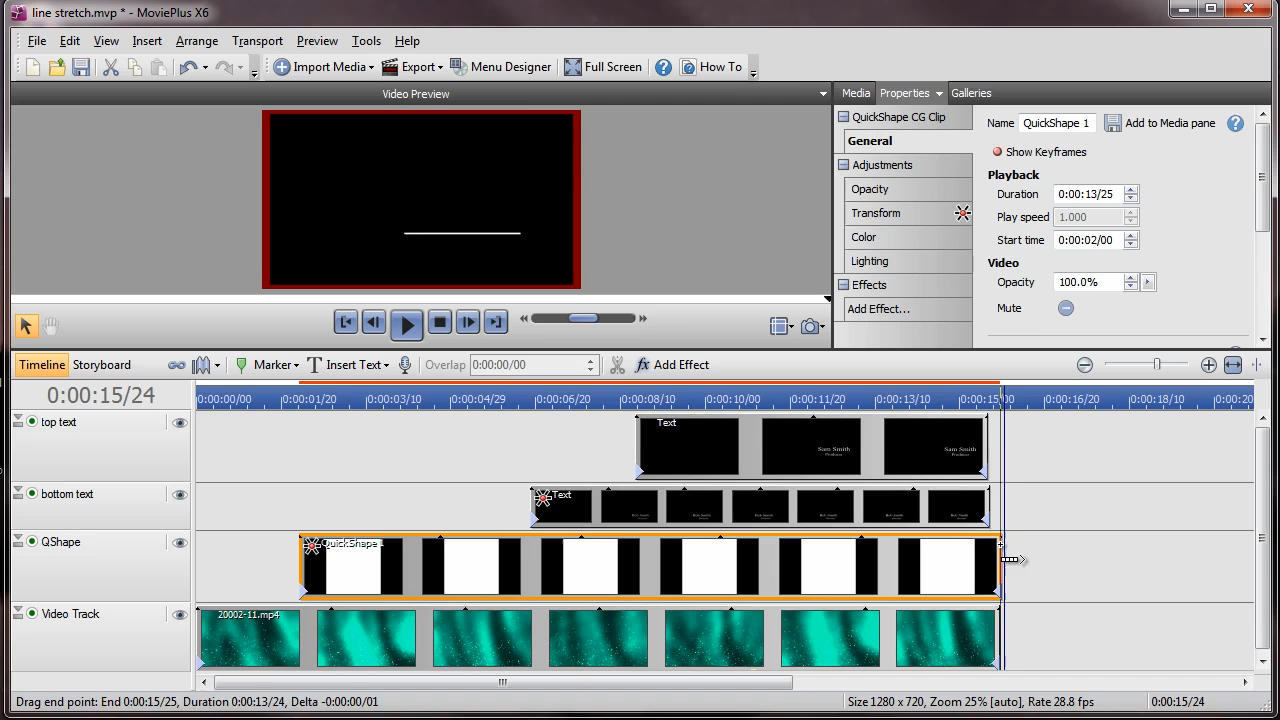 line stretch.mvp * - MoviePlus X6
File Edit View Insert Arrange Transport Preview Tools Help
Import Media Export Menu Designer Full Screen How To
Video Preview
Media Properties Galleries
QuickShape CG Clip
General
Adjustments
Opacity
Transform
Color
Lighting
Effects
Add Effect...
Name QuickShape 1 Add to Media pane
Show Keyframes
Playback
Duration 0:00:13/25
Play speed 1.000
Start time 0:00:02/00
Video
Opacity 100.0%
Mute
Timeline Storyboard Marker Insert Text Overlap 0:00:00/00 fx Add Effect
0:00:15/24
0:00:00/00 0:00:01/20 0:00:03/10 0:00:04/29 0:00:06/20 0:00:08/10 0:00:10/00 0:00:11/20 0:00:13/10 0:00:15/00 0:00:16/20 0:00:18/10 0:00:20
top text
Text
Sam Smith
Producer
Sam Smith
Producer
bottom text
Text
QShape
QuickShape 1
Video Track
20002-11.mp4
Drag end point: End 0:00:15/25, Duration 0:00:13/24, Delta -0:00:00/01
Size 1280 x 720, Zoom 25% [auto], Rate 28.8 fps
0:00:15/24